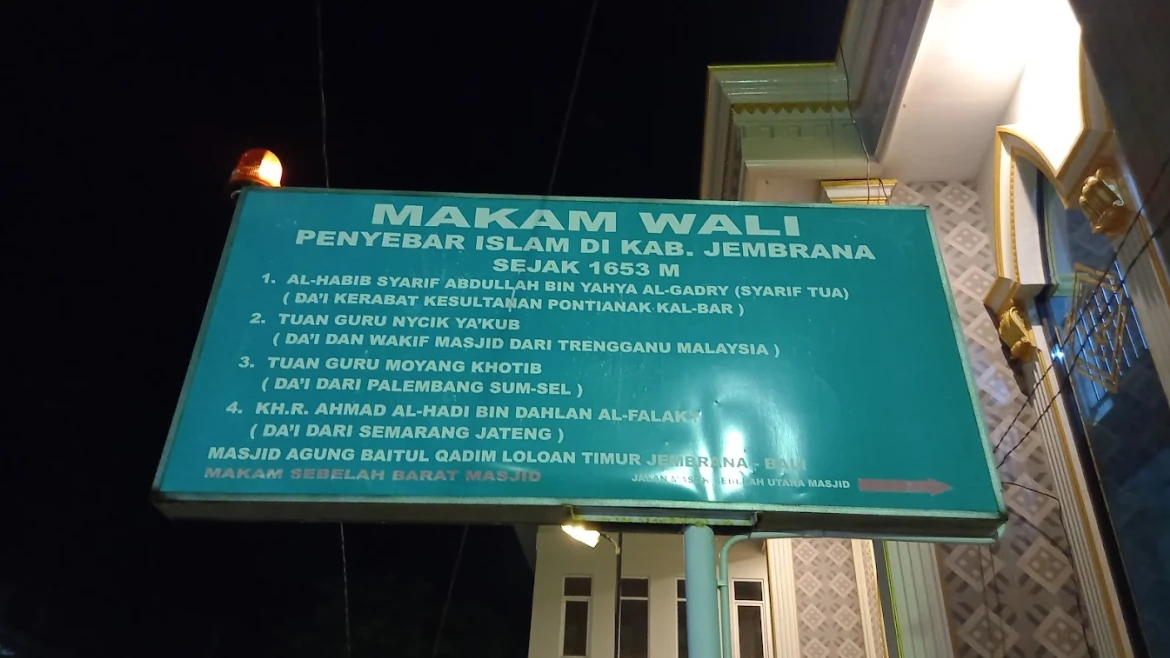 MAKAM WALI
PENYEBAR ISLAM DI KAB. JEMBRANA
SEJAK 1653 M
1. AL-HABIB SYARIF ABDULLAH BIN YAHYA AL-GADRY (SYARIF TUA)
( DA'I KERABAT KESULTANAN PONTIANAK KAL-BAR )
2. TUAN GURU NYCIK YA'KUB
( DA'I DAN WAKIF MASJID DARI TRENGGANU MALAYSIA )
3. TUAN GURU MOYANG KHOTIB
( DA'I DARI PALEMBANG SUM-SEL )
4. KH.R. AHMAD AL-HADI BIN DAHLAN AL-FALAKY
( DA'I DARI SEMARANG JATENG )
MASJID AGUNG BAITUL QADIM LOLOAN TIMUR JEMBRANA - BALI
MAKAM SEBELAH BARAT MASJID
JALAN MASUK SEBELAH UTARA MASJID